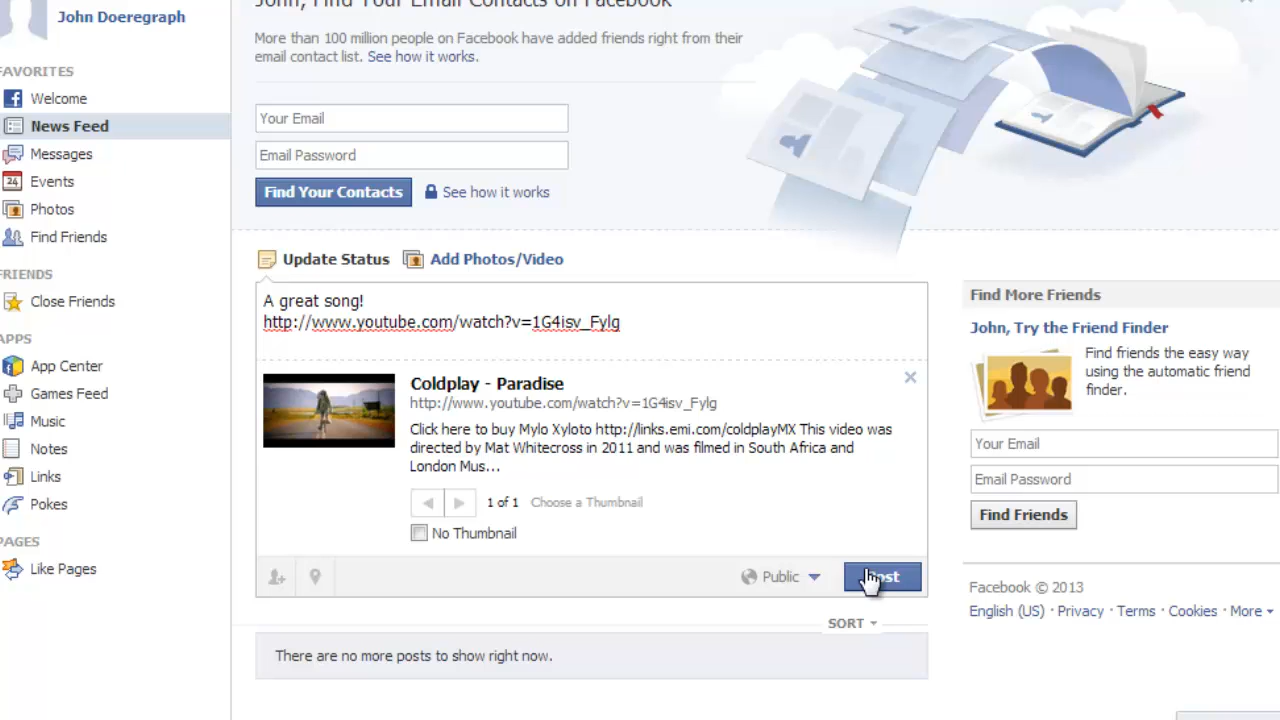 John, Find Your Email Contacts on Facebook
John Doeregraph
More than 100 million people on Facebook have added friends right from their
email contact list. See how it works.
FAVORITES
Welcome
News Feed
Messages
24 Events
Photos
Find Friends
FRIENDS
Close Friends
APPS
App Center
Games Feed
Music
Notes
Links
Pokes
PAGES
Like Pages
Your Email
Email Password
Find Your Contacts
See how it works
Update Status
Add Photos/Video
A great song!
http://www.youtube.com/watch?v=1G4isv_Fylg
Coldplay - Paradise
http://www.youtube.com/watch?v=1G4isv_Fylg
Click here to buy Mylo Xyloto http://links.emi.com/coldplayMX This video was
directed by Mat Whitecross in 2011 and was filmed in South Africa and
London Mus...
1 of 1 Choose a Thumbnail
No Thumbnail
Public
Post
SORT
There are no more posts to show right now.
Find More Friends
John, Try the Friend Finder
Find friends the easy way
using the automatic friend
finder.
Your Email
Email Password
Find Friends
Facebook © 2013
English (US) · Privacy · Terms · Cookies · More